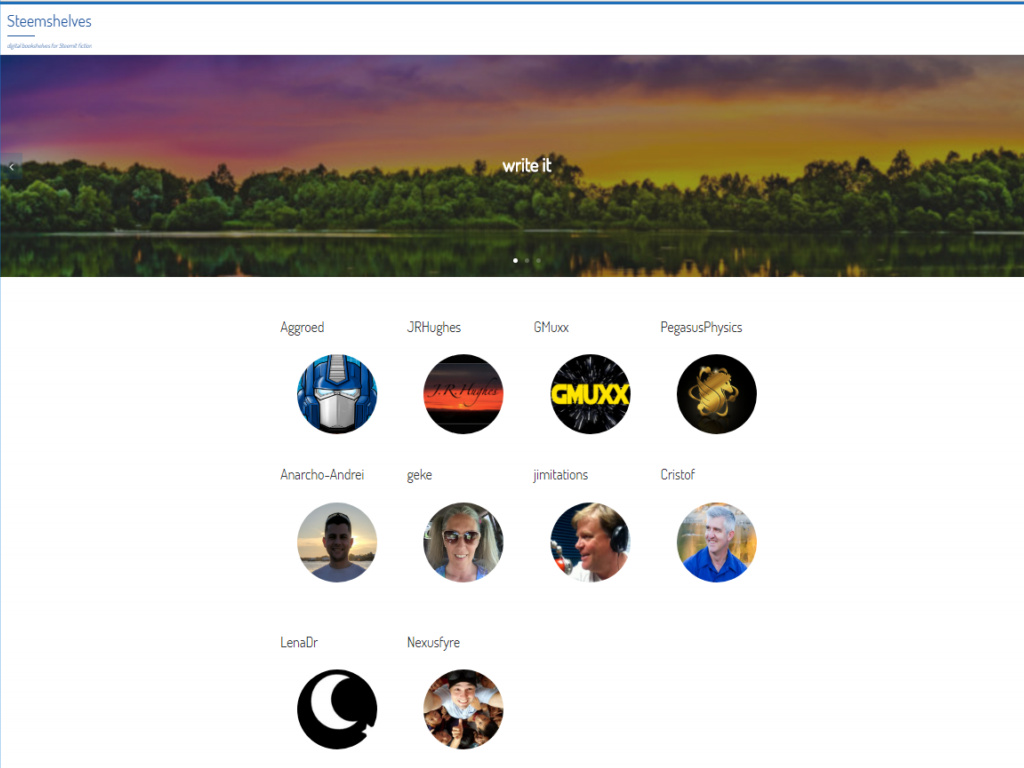 Steemshelves
digital bookshelves for Steemit fiction
write it
Aggroed
JRHughes
GMuxx
PegasusPhysics
J.R.Hughes
GMUXX
Anarcho-Andrei
geke
jimitations
Cristof
LenaDr
Nexusfyre